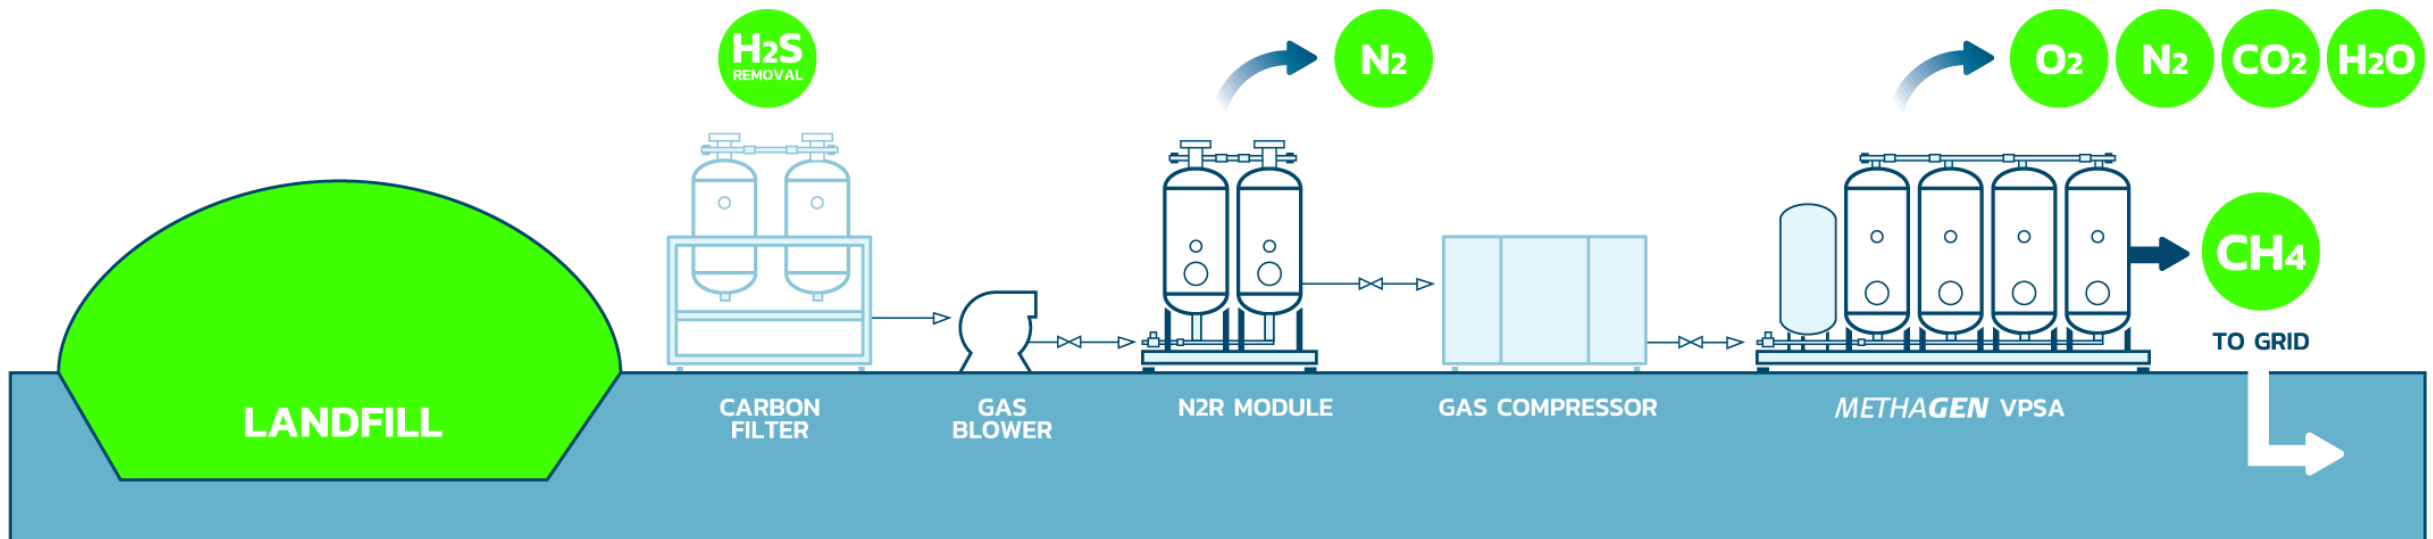 H2S
REMOVAL
N2
O2
N2
CO2
H2O
CH4
TO GRID
LANDFILL
CARBON
FILTER
GAS
BLOWER
N2R MODULE
GAS COMPRESSOR
METHAGEN VPSA